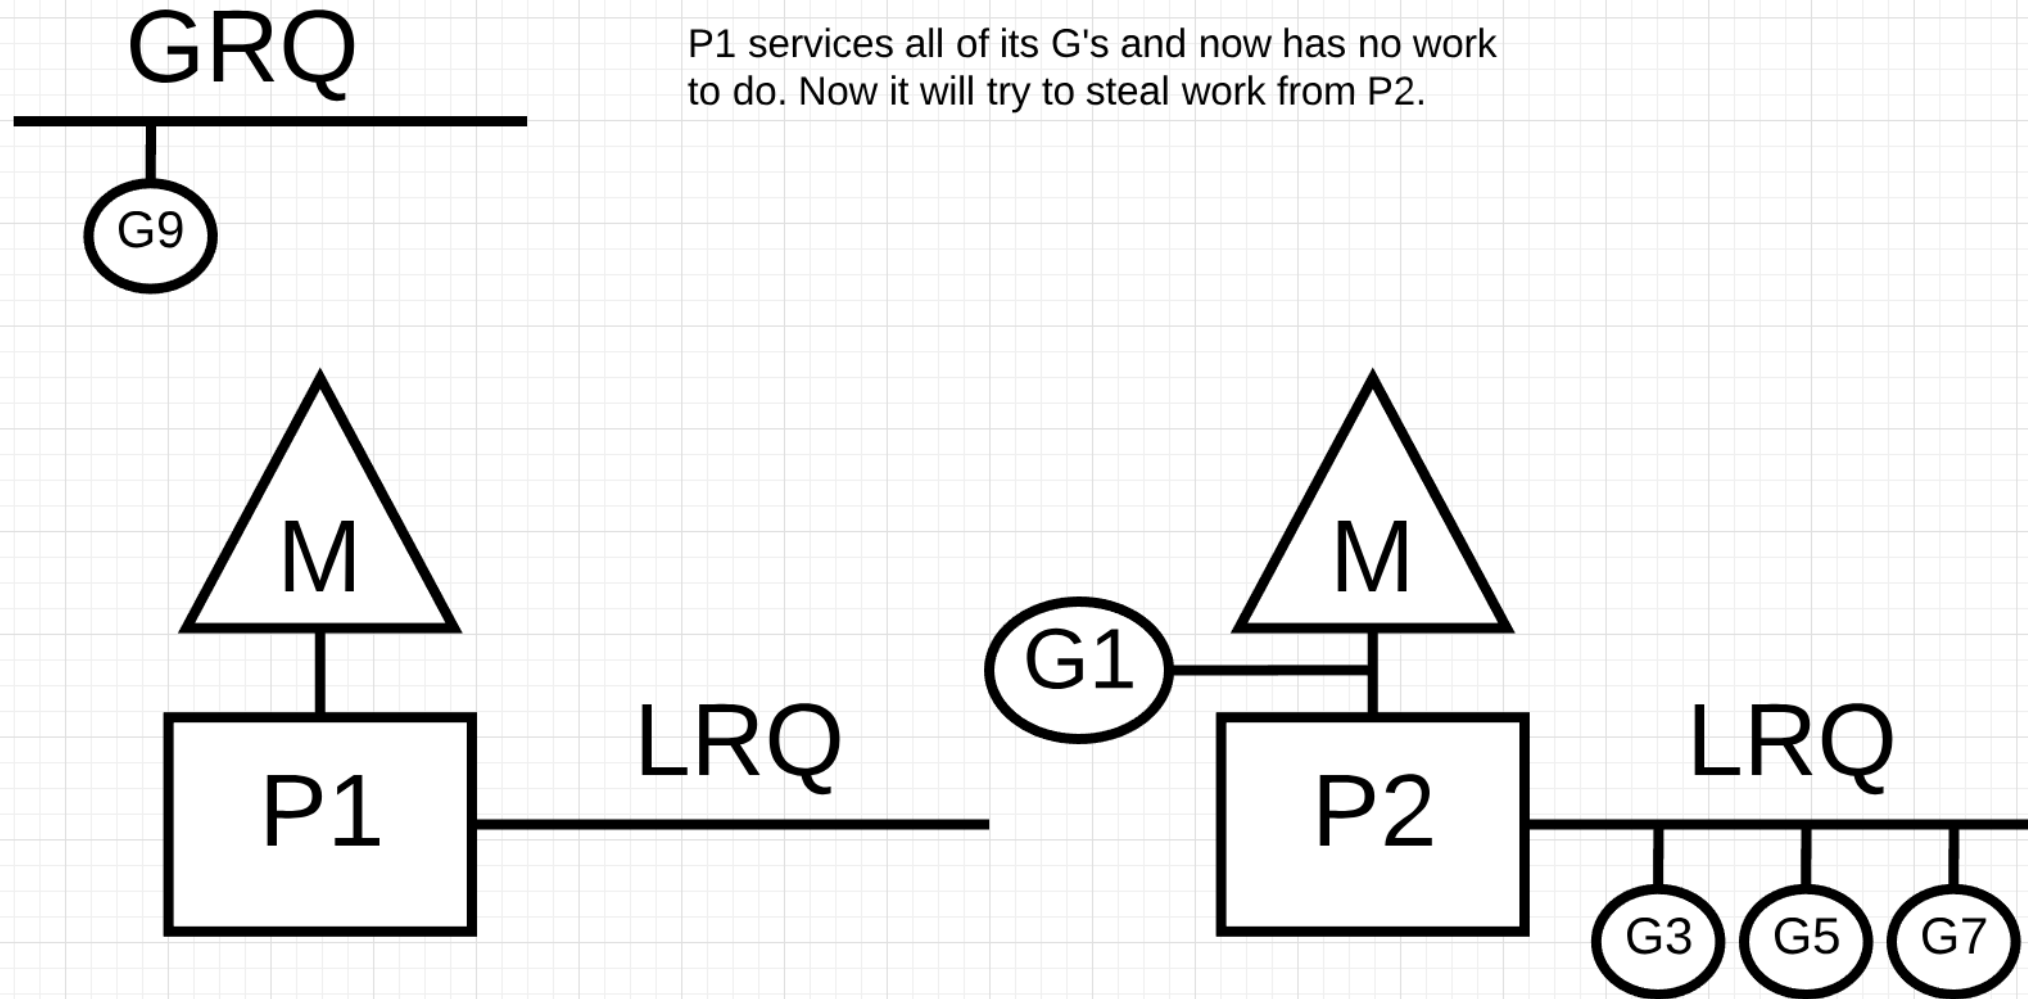 GRQ
P1 services all of its G's and now has no work
to do. Now it will try to steal work from P2.
G9
M
M
G1
LRQ
LRQ
P1
P2
G3
G5
G7